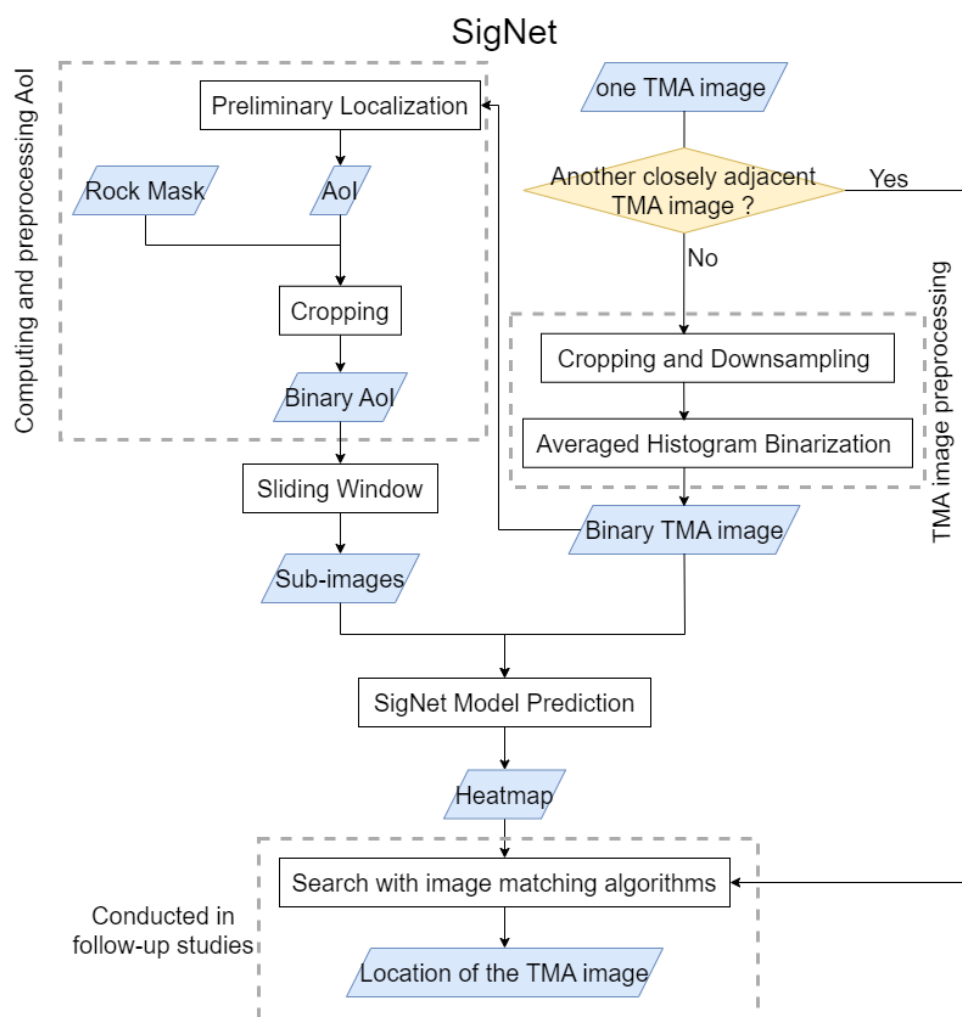 SigNet
Computing and preprocessing AoI
Preliminary Localization
Rock Mask
AoI
Cropping
Binary AoI
Sliding Window
Sub-images
one TMA image
Another closely adjacent
TMA image ?
Yes
No
TMA image preprocessing
Cropping and Downsampling
Averaged Histogram Binarization
Binary TMA image
SigNet Model Prediction
Heatmap
Search with image matching algorithms
Conducted in
follow-up studies
Location of the TMA image